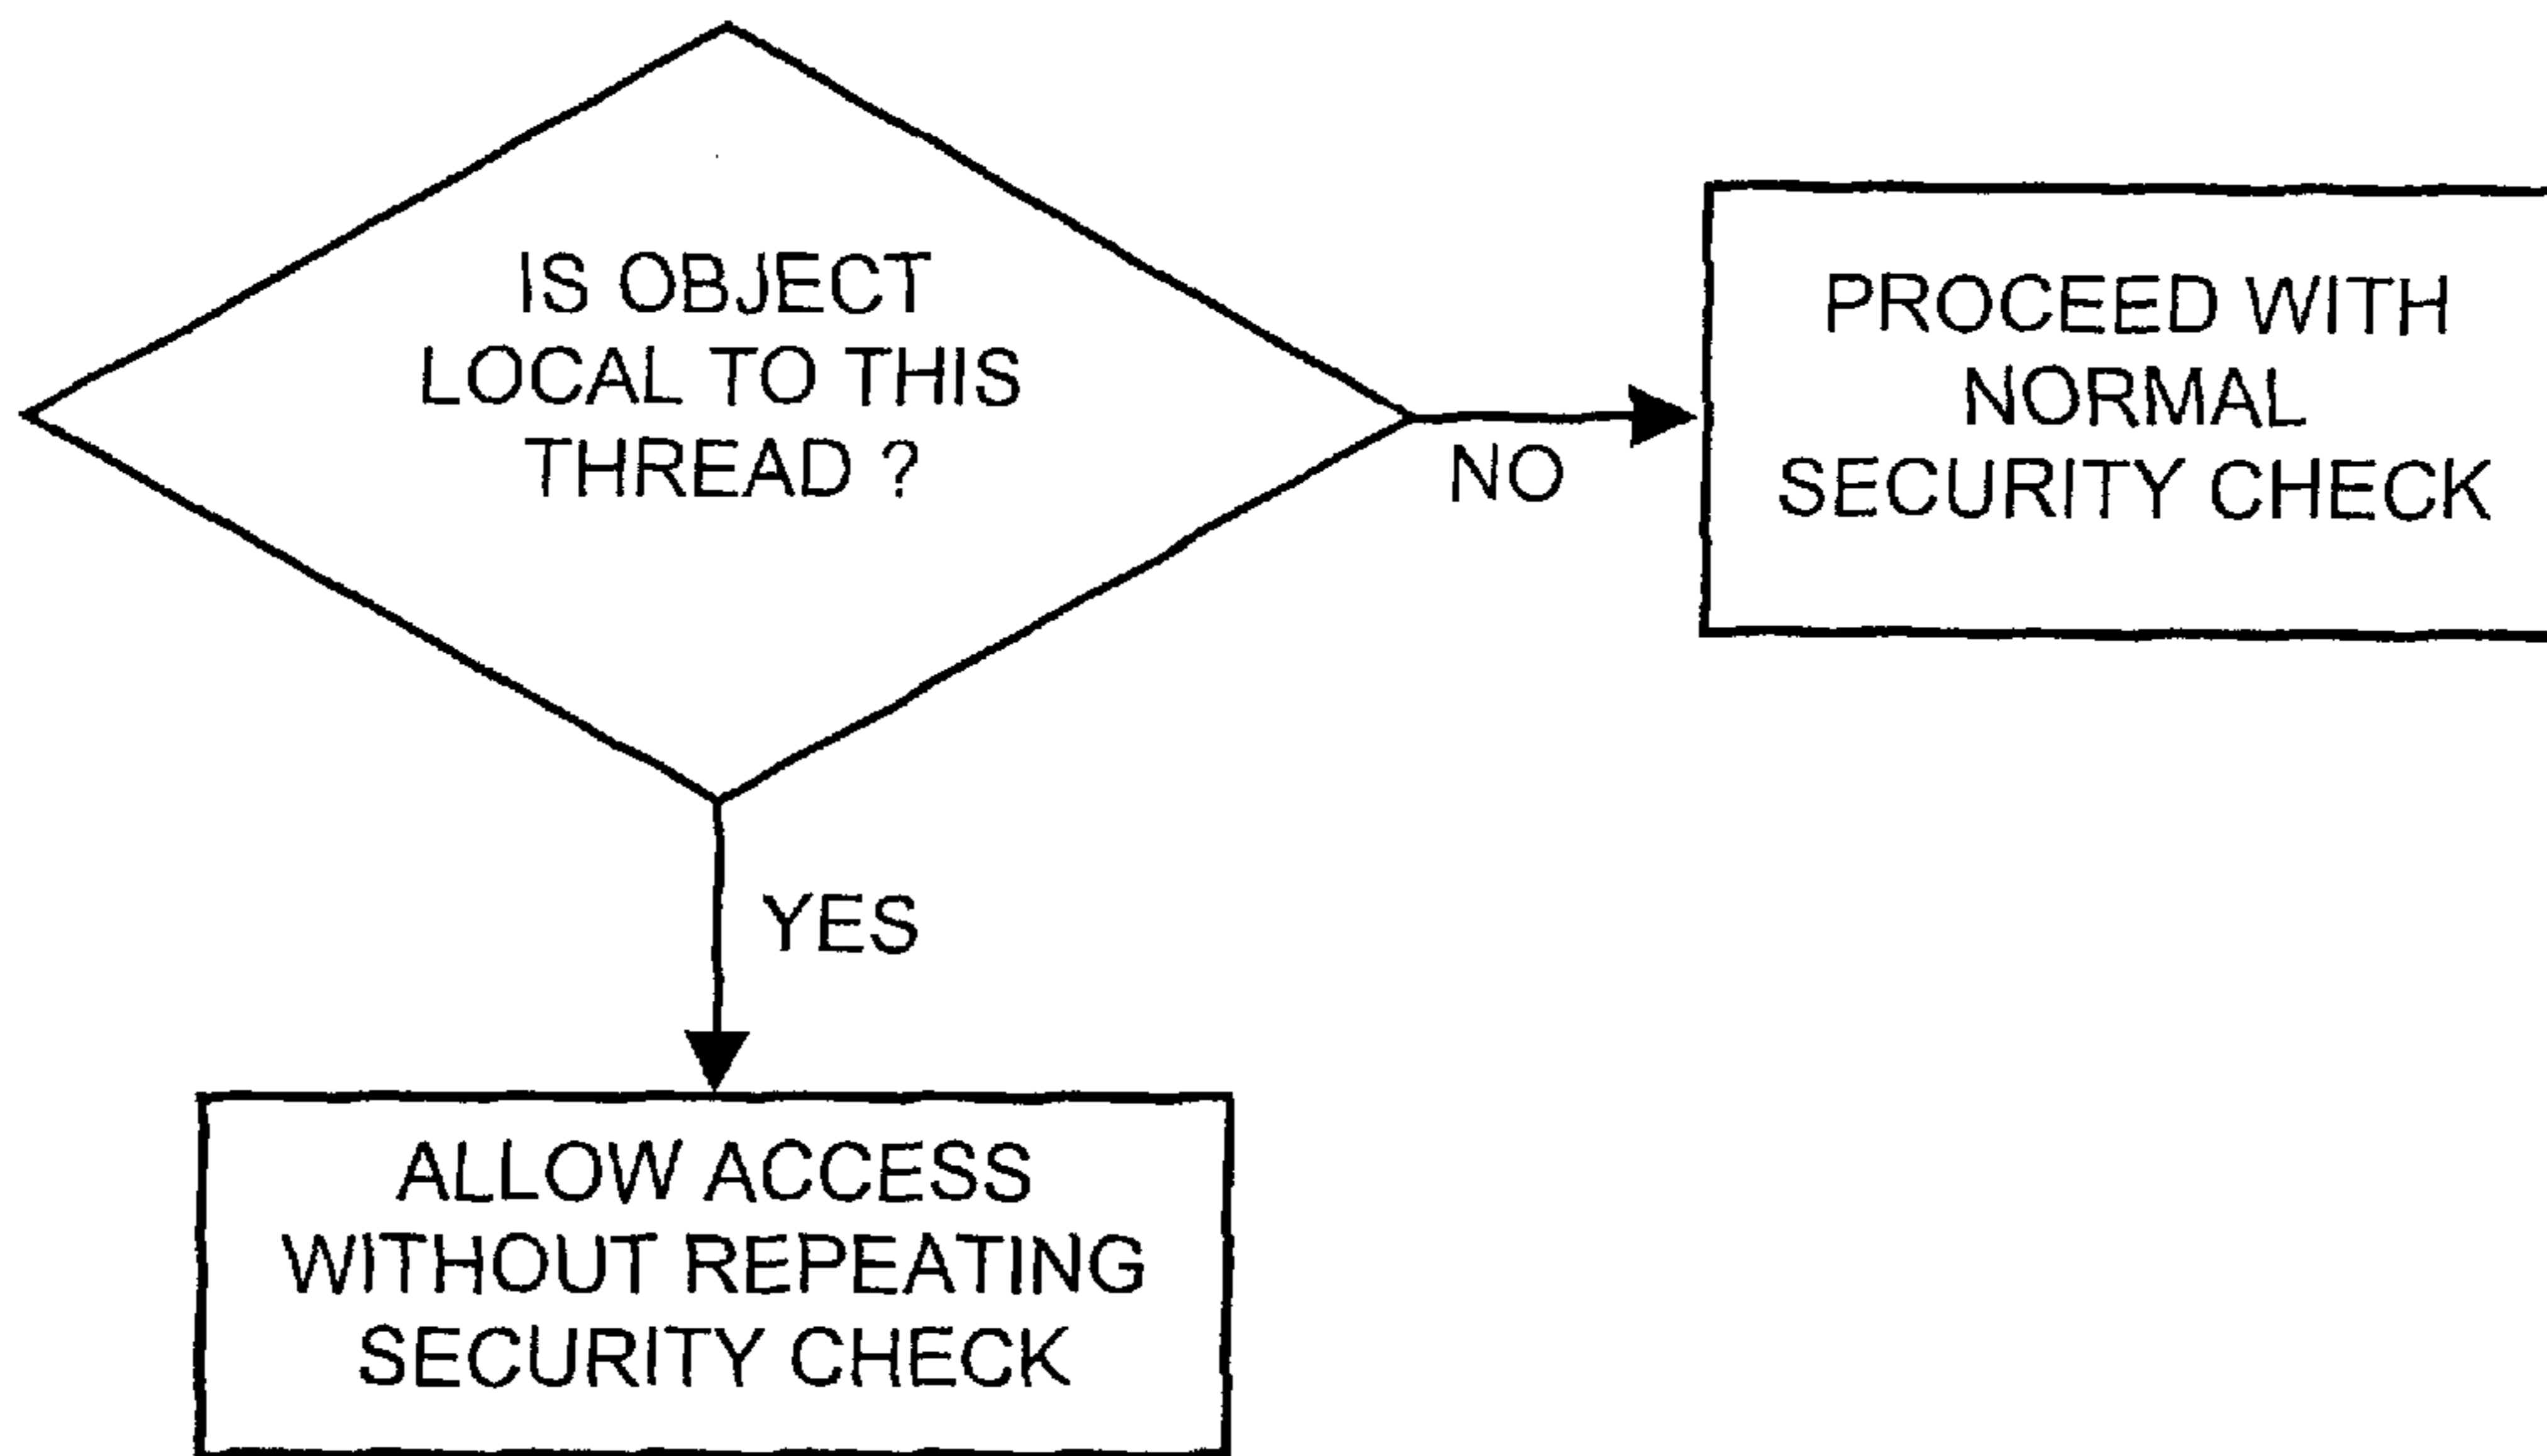 IS OBJECT
LOCAL TO THIS
THREAD ?
NO
PROCEED WITH
NORMAL
SECURITY CHECK
YES
ALLOW ACCESS
WITHOUT REPEATING
SECURITY CHECK